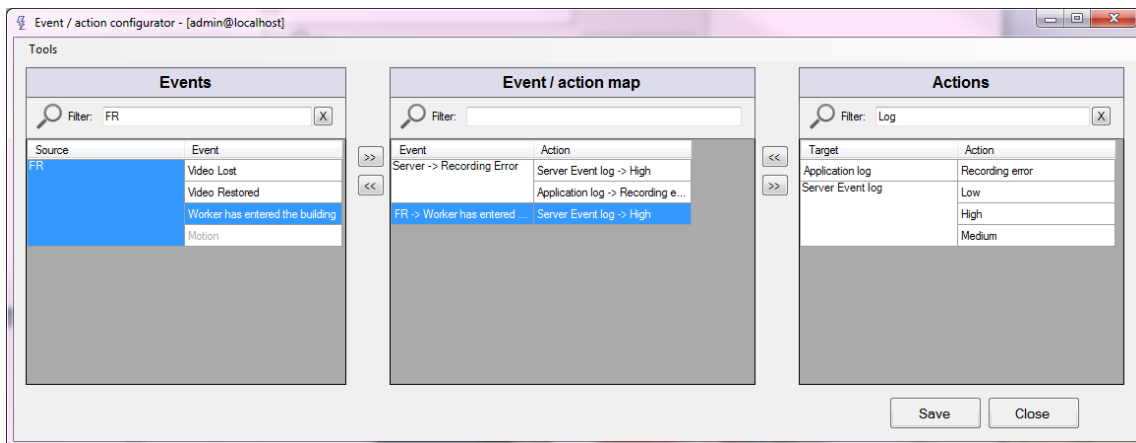 Event / action configurator - [admin@localhost]
Tools
Events
Event / action map
Actions
Filter: FR X
Filter:
Filter: Log X
Source Event
FR Video Lost
Video Restored
Worker has entered the building
Motion
>>
<<
Event Action
Server -> Recording Error Server Event log -> High
Application log -> Recording e...
FR -> Worker has entered ... Server Event log -> High
<<
>>
Target Action
Application log Recording error
Server Event log Low
High
Medium
Save Close